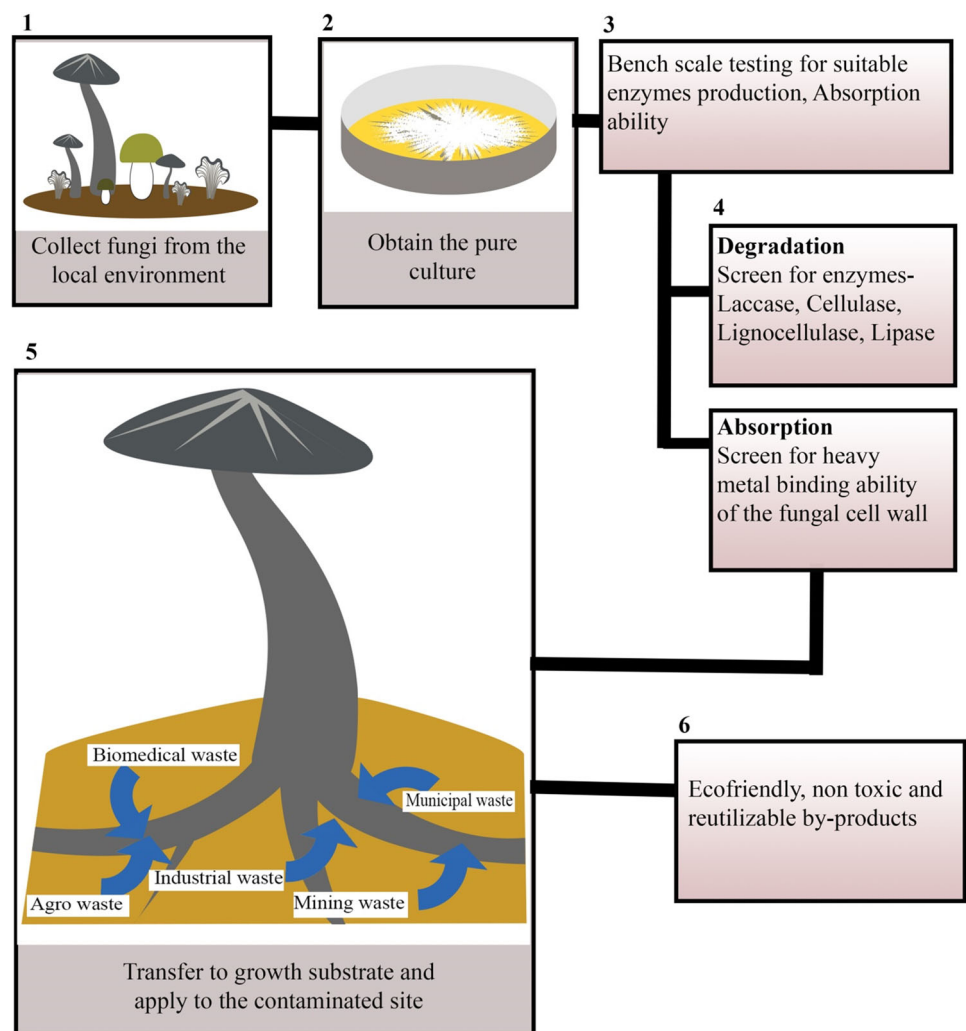 1
Collect fungi from the
local environment
2
Obtain the pure
culture
3
Bench scale testing for suitable
enzymes production, Absorption
ability
4
Degradation
Screen for enzymes-
Laccase, Cellulase,
Lignocellulase, Lipase
Absorption
Screen for heavy
metal binding ability
of the fungal cell wall
5
Biomedical waste
Municipal waste
Industrial waste
Agro waste
Mining waste
Transfer to growth substrate and
apply to the contaminated site
6
Ecofriendly, non toxic and
reutilizable by-products